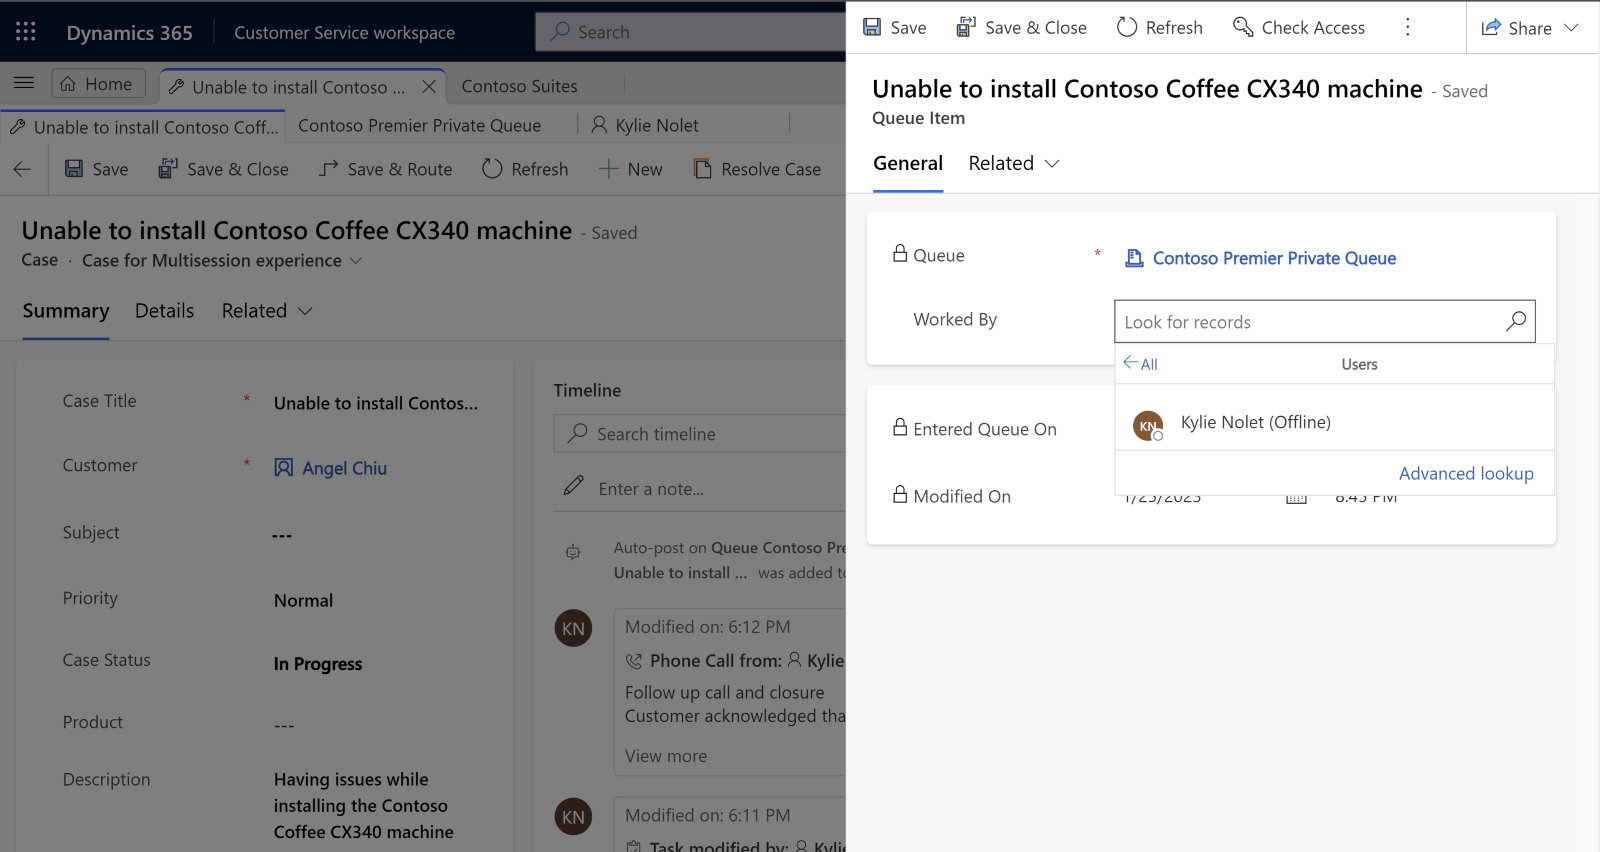 Dynamics 365
Customer Service workspace
Search
Home
Unable to install Contoso ...
Contoso Suites
Unable to install Contoso Coff...
Contoso Premier Private Queue
Kylie Nolet
Save
Save & Close
Save & Route
Refresh
New
Resolve Case
Unable to install Contoso Coffee CX340 machine - Saved
Case · Case for Multisession experience
Summary
Details
Related
Case Title * Unable to install Contos...
Customer * Angel Chiu
Subject ---
Priority Normal
Case Status In Progress
Product ---
Description Having issues while
installing the Contoso
Coffee CX340 machine
Timeline
Search timeline
Enter a note...
Auto-post on Queue Contoso Pre
Unable to install ... was added to
KN
Modified on: 6:12 PM
Phone Call from: Kylie
Follow up call and closure
Customer acknowledged tha
View more
KN
Modified on: 6:11 PM
Task modified by: Kylie
Save
Save & Close
Refresh
Check Access
Share
Unable to install Contoso Coffee CX340 machine - Saved
Queue Item
General
Related
Queue * Contoso Premier Private Queue
Worked By
Look for records
All
Users
KN
Kylie Nolet (Offline)
Advanced lookup
Entered Queue On
Modified On
8:45 PM